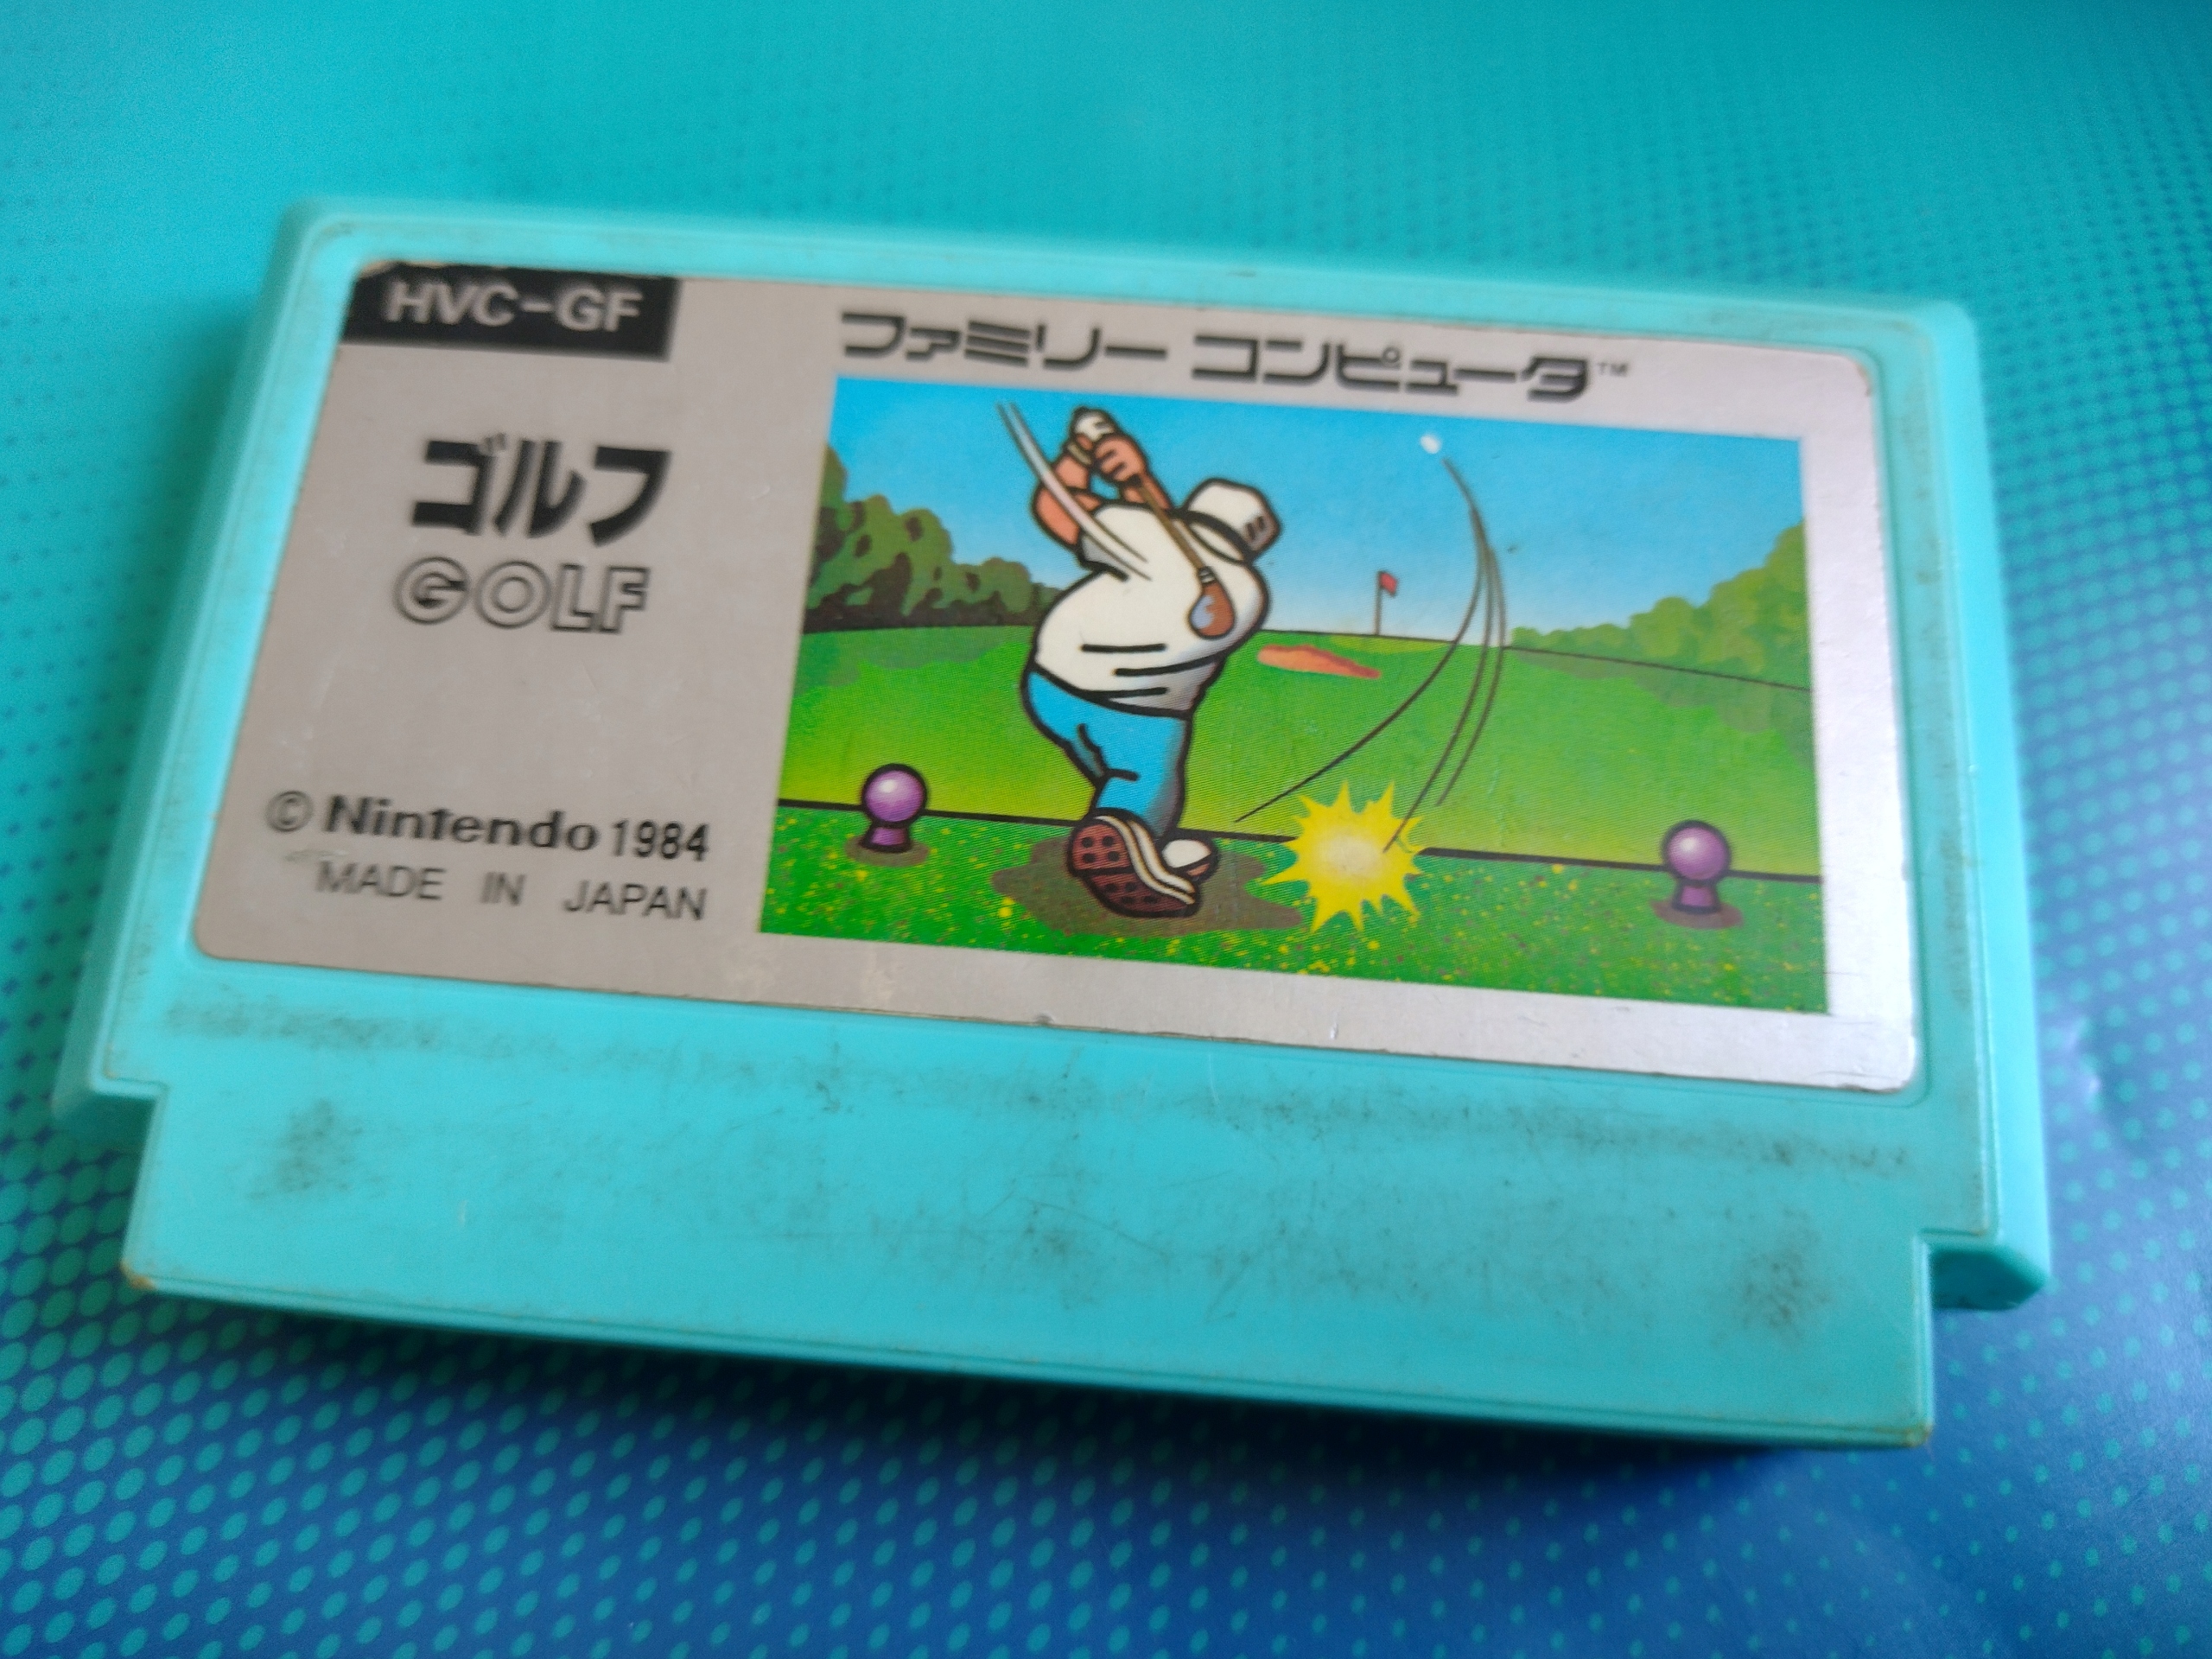 HVC-GF
ファミリー コンピュータ™
ゴルフ
GOLF
© Nintendo 1984
MADE IN JAPAN